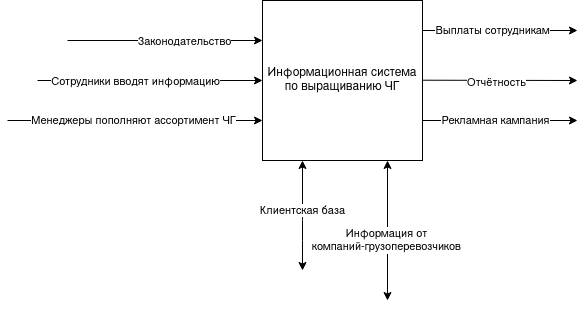 Законодательство
Сотрудники вводят информацию
Менеджеры пополняют ассортимент ЧГ
Информационная система
по выращиванию ЧГ
Выплаты сотрудникам
Отчётность
Рекламная кампания
Клиентская база
Информация от
компаний-грузоперевозчиков